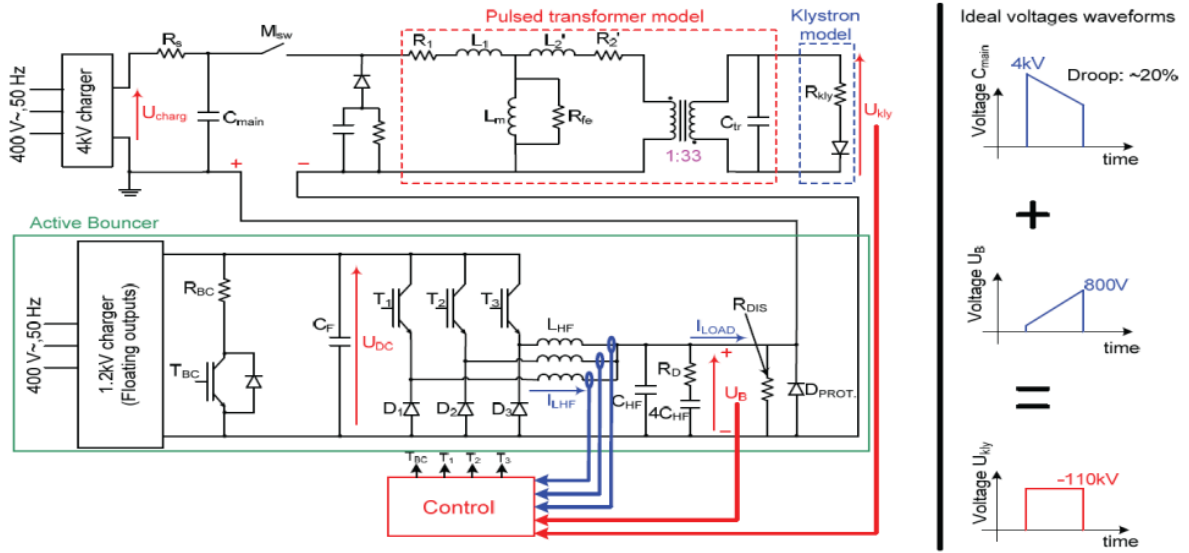 Pulsed transformer model
Klystron
model
Ideal voltages waveforms
400 V~,50 Hz
4kV charger
Rs
Mlsw
Ucharg
Cmain
R1
L1
L2'
R2'
Lm
Rfe
1:33
Ctr
Rkly
Ukly
+
−
Voltage Cmain
4kV
Droop: ~20%
time
+
Voltage UB
800V
time
=
Voltage Ukly
-110kV
time
Active Bouncer
400 V~,50 Hz
1.2kV charger
(Floating outputs)
RBC
TBC
CF
UDC
T1
T2
T3
LHF
ILHF
D1
D2
D3
ILOAD
RDIS
CHF
RD
4CHF
+
UB
−
DPROT.
TBC
T1
T2
T3
Control